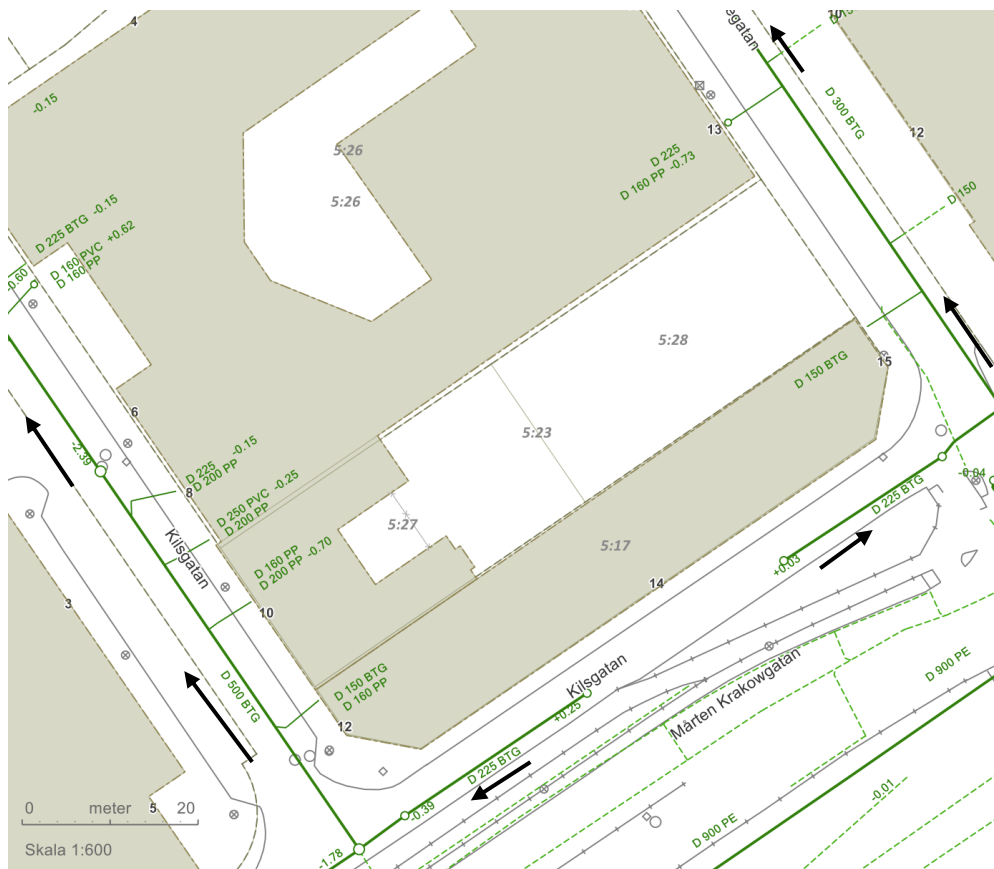 4
10
D 15
-0.15
egatan
5:26
5:26
D 225
D 160 PP -0.73
13
D 300 BTG
12
D 150
D 225 BTG -0.15
D 160 PVC +0.62
D 160 PP
-0.60
5:28
D 150 BTG
15
6
5:23
-2.39
D 225 -0.15
D 200 PP
8
D 250 PVC -0.25
D 200 PP
5:27
D 225 BTG
-0.04
+0.03
Kilsgatan
D 160 PP
D 200 PP -0.70
5:17
14
3
10
Kilsgatan
Mårten Krakowgatan
D 900 PE
D 500 BTG
D 150 BTG
D 160 PP
12
+0.25
D 225 BTG
-0.39
-0.01
0 meter 20
5
D 900 PE
Skala 1:600
-1.78